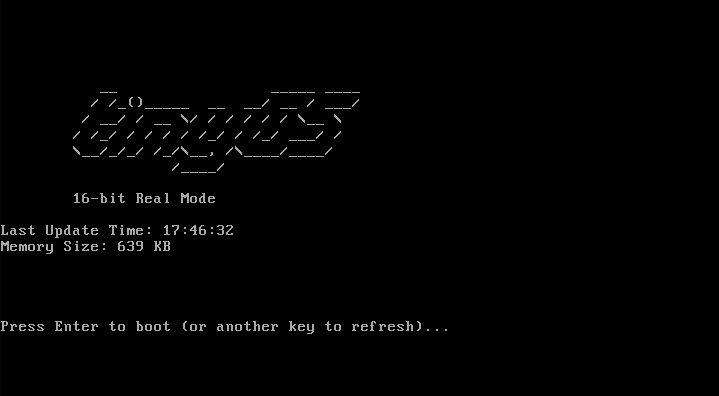 tinyOS
16-bit Real Mode
Last Update Time: 17:46:32
Memory Size: 639 KB
Press Enter to boot (or another key to refresh)...